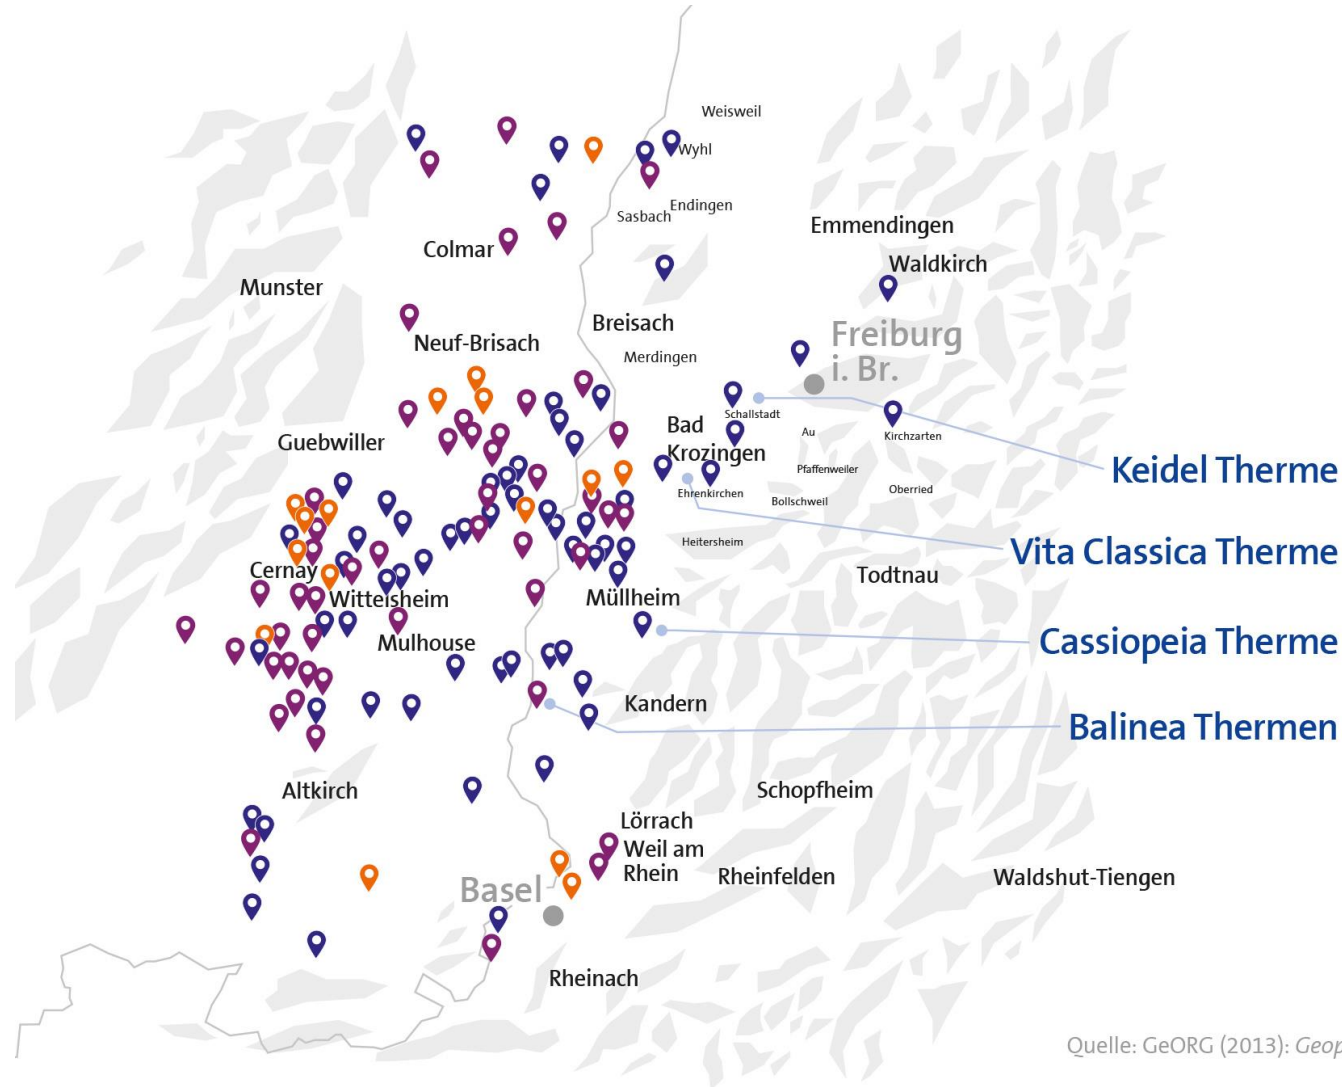 Weisweil
Wyhl
Endingen
Sasbach
Emmendingen
Colmar
Waldkirch
Munster
Breisach
Freiburg
i. Br.
Neuf-Brisach
Merdingen
Schallstadt
Bad
Krozingen
Au
Kirchzarten
Guebwiller
Keidel Therme
Pfaffenweiler
Ehrenkirchen
Bollschweil
Oberried
Heitersheim
Vita Classica Therme
Cernay
Todtnau
Wittelsheim
Müllheim
Mulhouse
Cassiopeia Therme
Kandern
Balinea Thermen
Altkirch
Schopfheim
Lörrach
Weil am
Rhein
Rheinfelden
Waldshut-Tiengen
Basel
Rheinach
Quelle: GeORG (2013): Geop